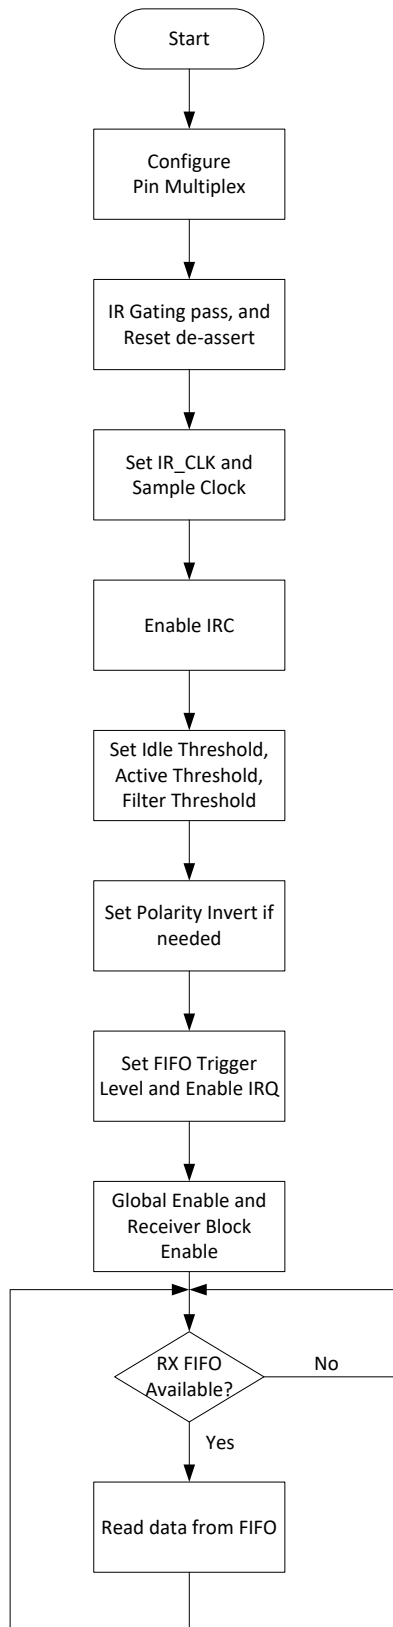 Start
Configure
Pin Multiplex
IR Gating pass, and
Reset de-assert
Set IR_CLK and
Sample Clock
Enable IRC
Set Idle Threshold,
Active Threshold,
Filter Threshold
Set Polarity Invert if
needed
Set FIFO Trigger
Level and Enable IRQ
Global Enable and
Receiver Block
Enable
RX FIFO
Available?
No
Yes
Read data from FIFO